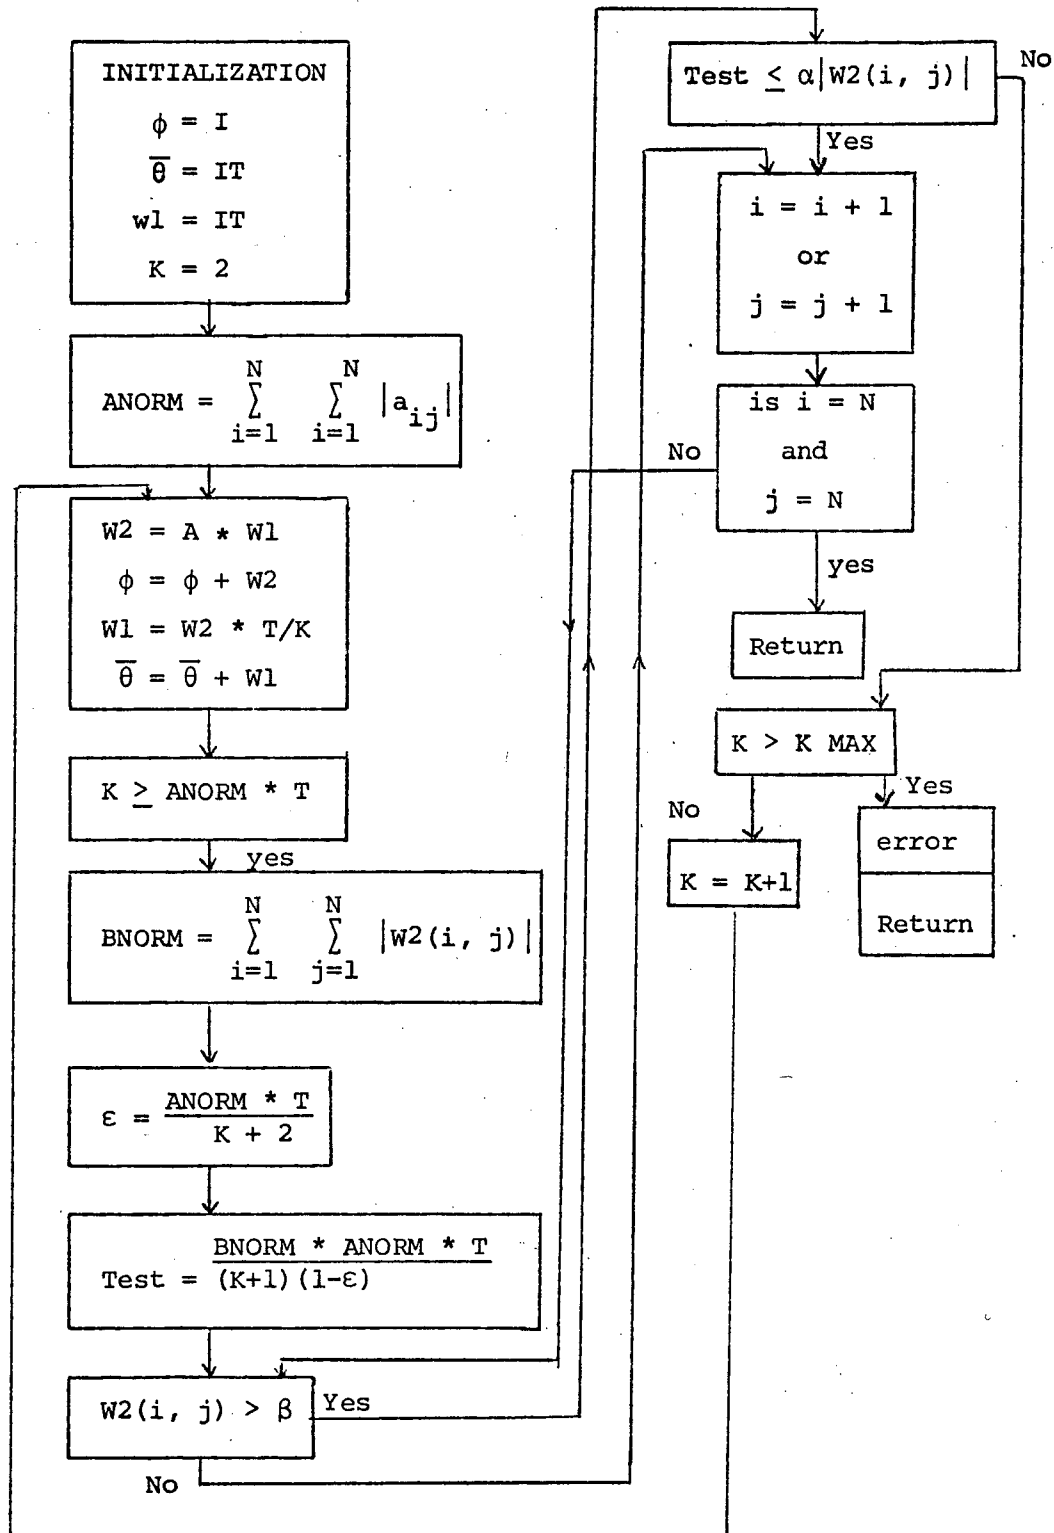 INITIALIZATION
ϕ = I
θ̅ = IT
w1 = IT
K = 2
ANORM = N ∑ i=1 N ∑ i=1 |a_ij|
W2 = A * W1
ϕ = ϕ + W2
W1 = W2 * T/K
θ̅ = θ̅ + W1
K ≥ ANORM * T
yes
BNORM = N ∑ i=1 N ∑ j=1 |W2(i, j)|
ε = ANORM * T / K + 2
Test = BNORM * ANORM * T / (K+1)(1-ε)
W2(i, j) > β
Yes
No
Test ≤ α|W2(i, j)|
No
Yes
i = i + 1
or
j = j + 1
is i = N
and
j = N
No
yes
Return
K > K MAX
No
Yes
K = K+1
error
Return